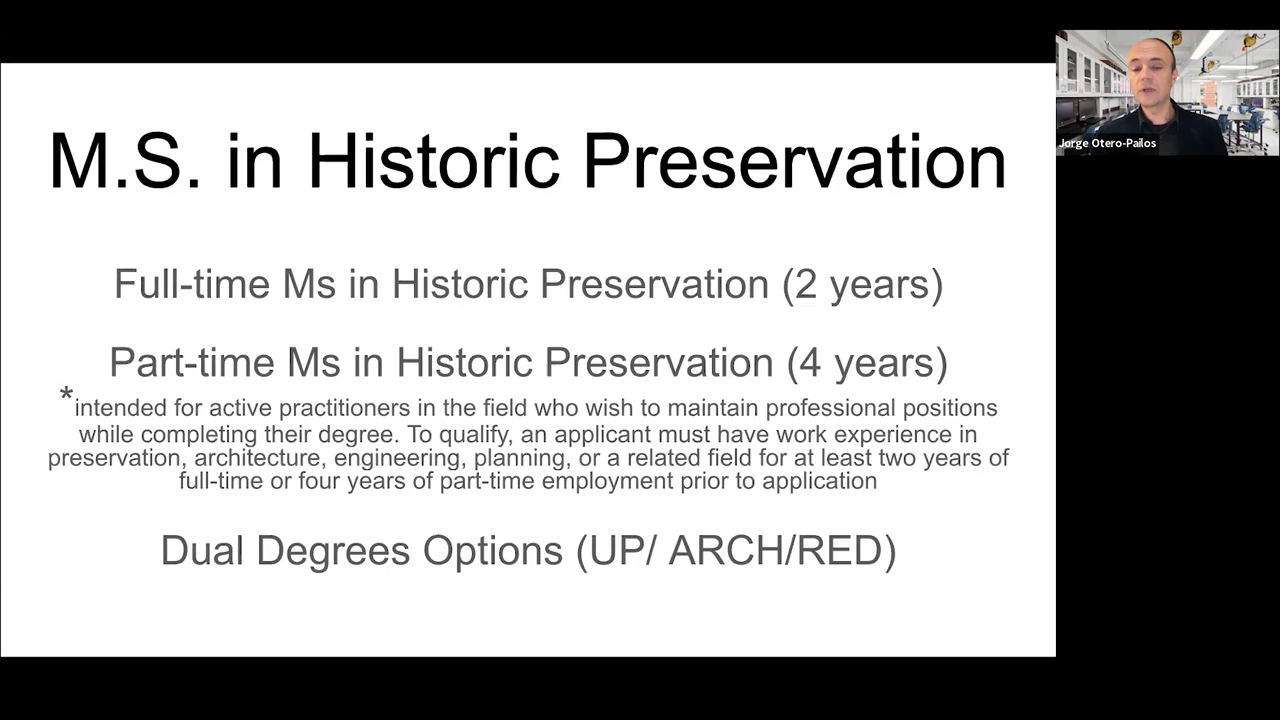 M.S. in Historic Preservation
Full-time Ms in Historic Preservation (2 years)
Part-time Ms in Historic Preservation (4 years)
*intended for active practitioners in the field who wish to maintain professional positions
while completing their degree. To qualify, an applicant must have work experience in
preservation, architecture, engineering, planning, or a related field for at least two years of
full-time or four years of part-time employment prior to application
Dual Degrees Options (UP/ ARCH/RED)
Jorge Otero-Pailos